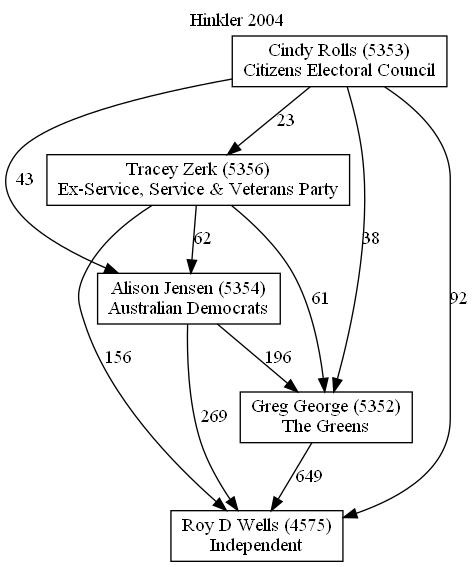 Hinkler 2004
Cindy Rolls (5353)
Citizens Electoral Council
23
Tracey Zerk (5356)
Ex-Service, Service & Veterans Party
43
62
38
Alison Jensen (5354)
Australian Democrats
61
92
156
196
Greg George (5352)
The Greens
269
649
Roy D Wells (4575)
Independent